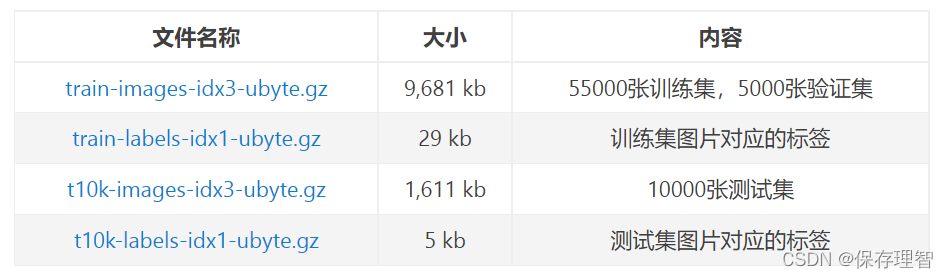 文件名称 大小 内容
train-images-idx3-ubyte.gz 9,681 kb 55000张训练集，5000张验证集
train-labels-idx1-ubyte.gz 29 kb 训练集图片对应的标签
t10k-images-idx3-ubyte.gz 1,611 kb 10000张测试集
t10k-labels-idx1-ubyte.gz 5 kb 测试集图片对应的标签
CSDN @保存理智